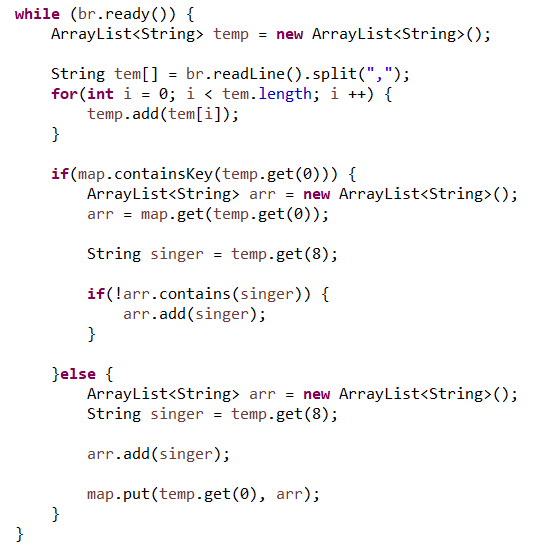 while (br.ready()) {
    ArrayList<String> temp = new ArrayList<String>();

    String tem[] = br.readLine().split(",");
    for(int i = 0; i < tem.length; i ++) {
        temp.add(tem[i]);
    }

    if(map.containsKey(temp.get(0))) {
        ArrayList<String> arr = new ArrayList<String>();
        arr = map.get(temp.get(0));

        String singer = temp.get(8);

        if(!arr.contains(singer)) {
            arr.add(singer);
        }

    }else {
        ArrayList<String> arr = new ArrayList<String>();
        String singer = temp.get(8);

        arr.add(singer);

        map.put(temp.get(0), arr);
    }
}